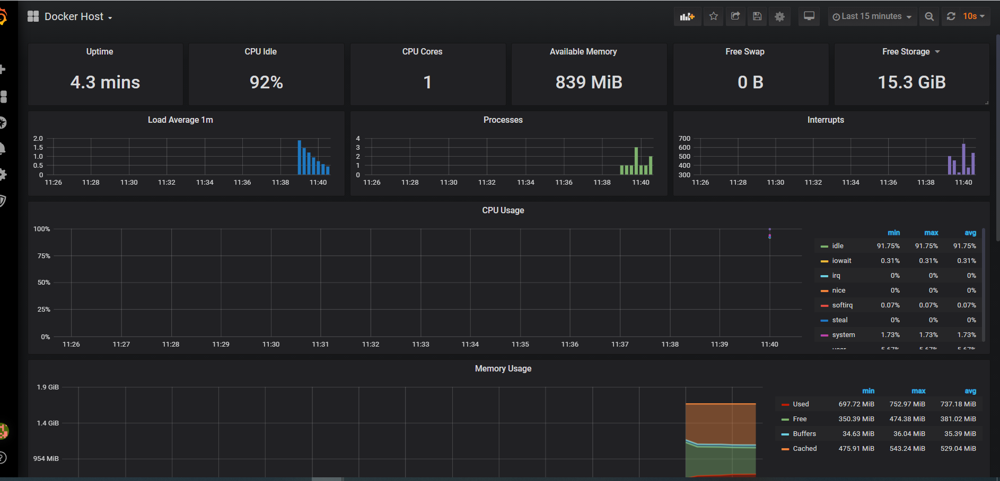 Docker Host
Last 15 minutes
10s
Uptime
4.3 mins
CPU Idle
92%
CPU Cores
1
Available Memory
839 MiB
Free Swap
0 B
Free Storage
15.3 GiB
Load Average 1m
2.0
1.5
1.0
0.5
0
11:26 11:28 11:30 11:32 11:34 11:36 11:38 11:40
Processes
4
3
2
1
0
11:26 11:28 11:30 11:32 11:34 11:36 11:38 11:40
Interrupts
700
600
500
400
300
11:26 11:28 11:30 11:32 11:34 11:36 11:38 11:40
CPU Usage
100%
75%
50%
25%
0%
11:26 11:27 11:28 11:29 11:30 11:31 11:32 11:33 11:34 11:35 11:36 11:37 11:38 11:39 11:40
min max avg
idle 91.75% 91.75% 91.75%
iowait 0.31% 0.31% 0.31%
irq 0% 0% 0%
nice 0% 0% 0%
softirq 0.07% 0.07% 0.07%
steal 0% 0% 0%
system 1.73% 1.73% 1.73%
user 5.67% 5.67% 5.67%
Memory Usage
1.9 GiB
1.4 GiB
954 MiB
min max avg
Used 697.72 MiB 752.97 MiB 737.18 MiB
Free 350.39 MiB 474.38 MiB 381.02 MiB
Buffers 34.63 MiB 36.04 MiB 35.39 MiB
Cached 475.91 MiB 543.24 MiB 529.04 MiB